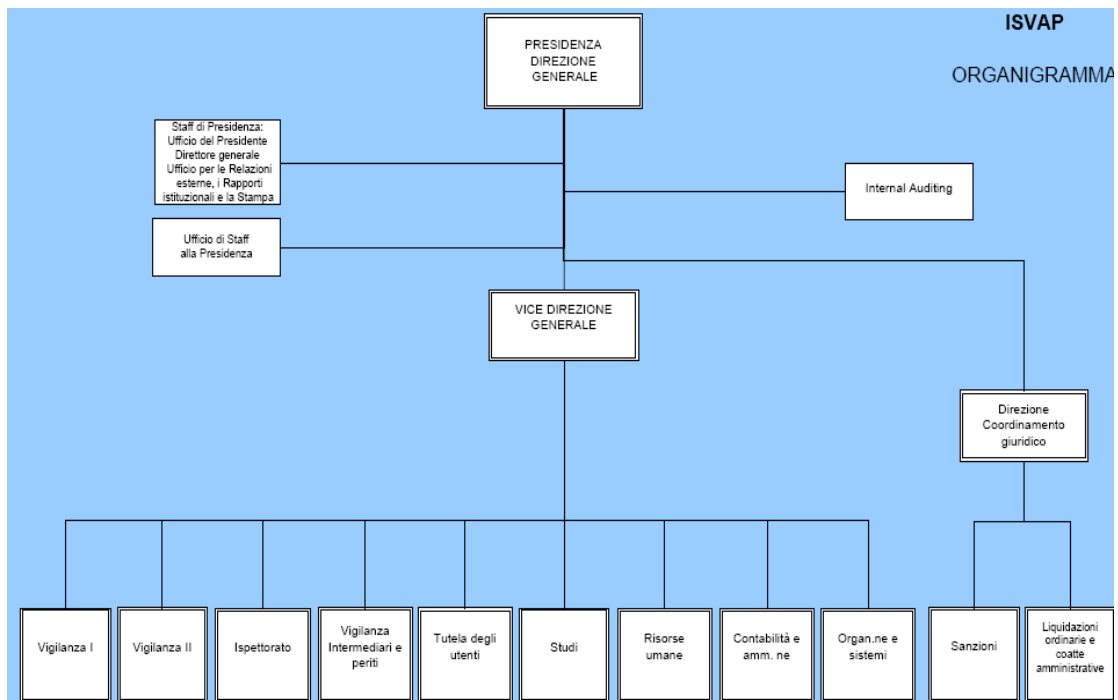 ISVAP
ORGANIGRAMMA
PRESIDENZA
DIREZIONE
GENERALE
Staff di Presidenza:
Ufficio del Presidente
Direttore generale
Ufficio per le Relazioni
esterne, i Rapporti
istituzionali e la Stampa
Internal Auditing
Ufficio di Staff
alla Presidenza
VICE DIREZIONE
GENERALE
Direzione
Coordinamento
giuridico
Vigilanza I
Vigilanza II
Ispettorato
Vigilanza
Intermediari e
periti
Tutela degli
utenti
Studi
Risorse
umane
Contabilità e
amm. ne
Organ.ne e
sistemi
Sanzioni
Liquidazioni
ordinarie e
coatte
amministrative